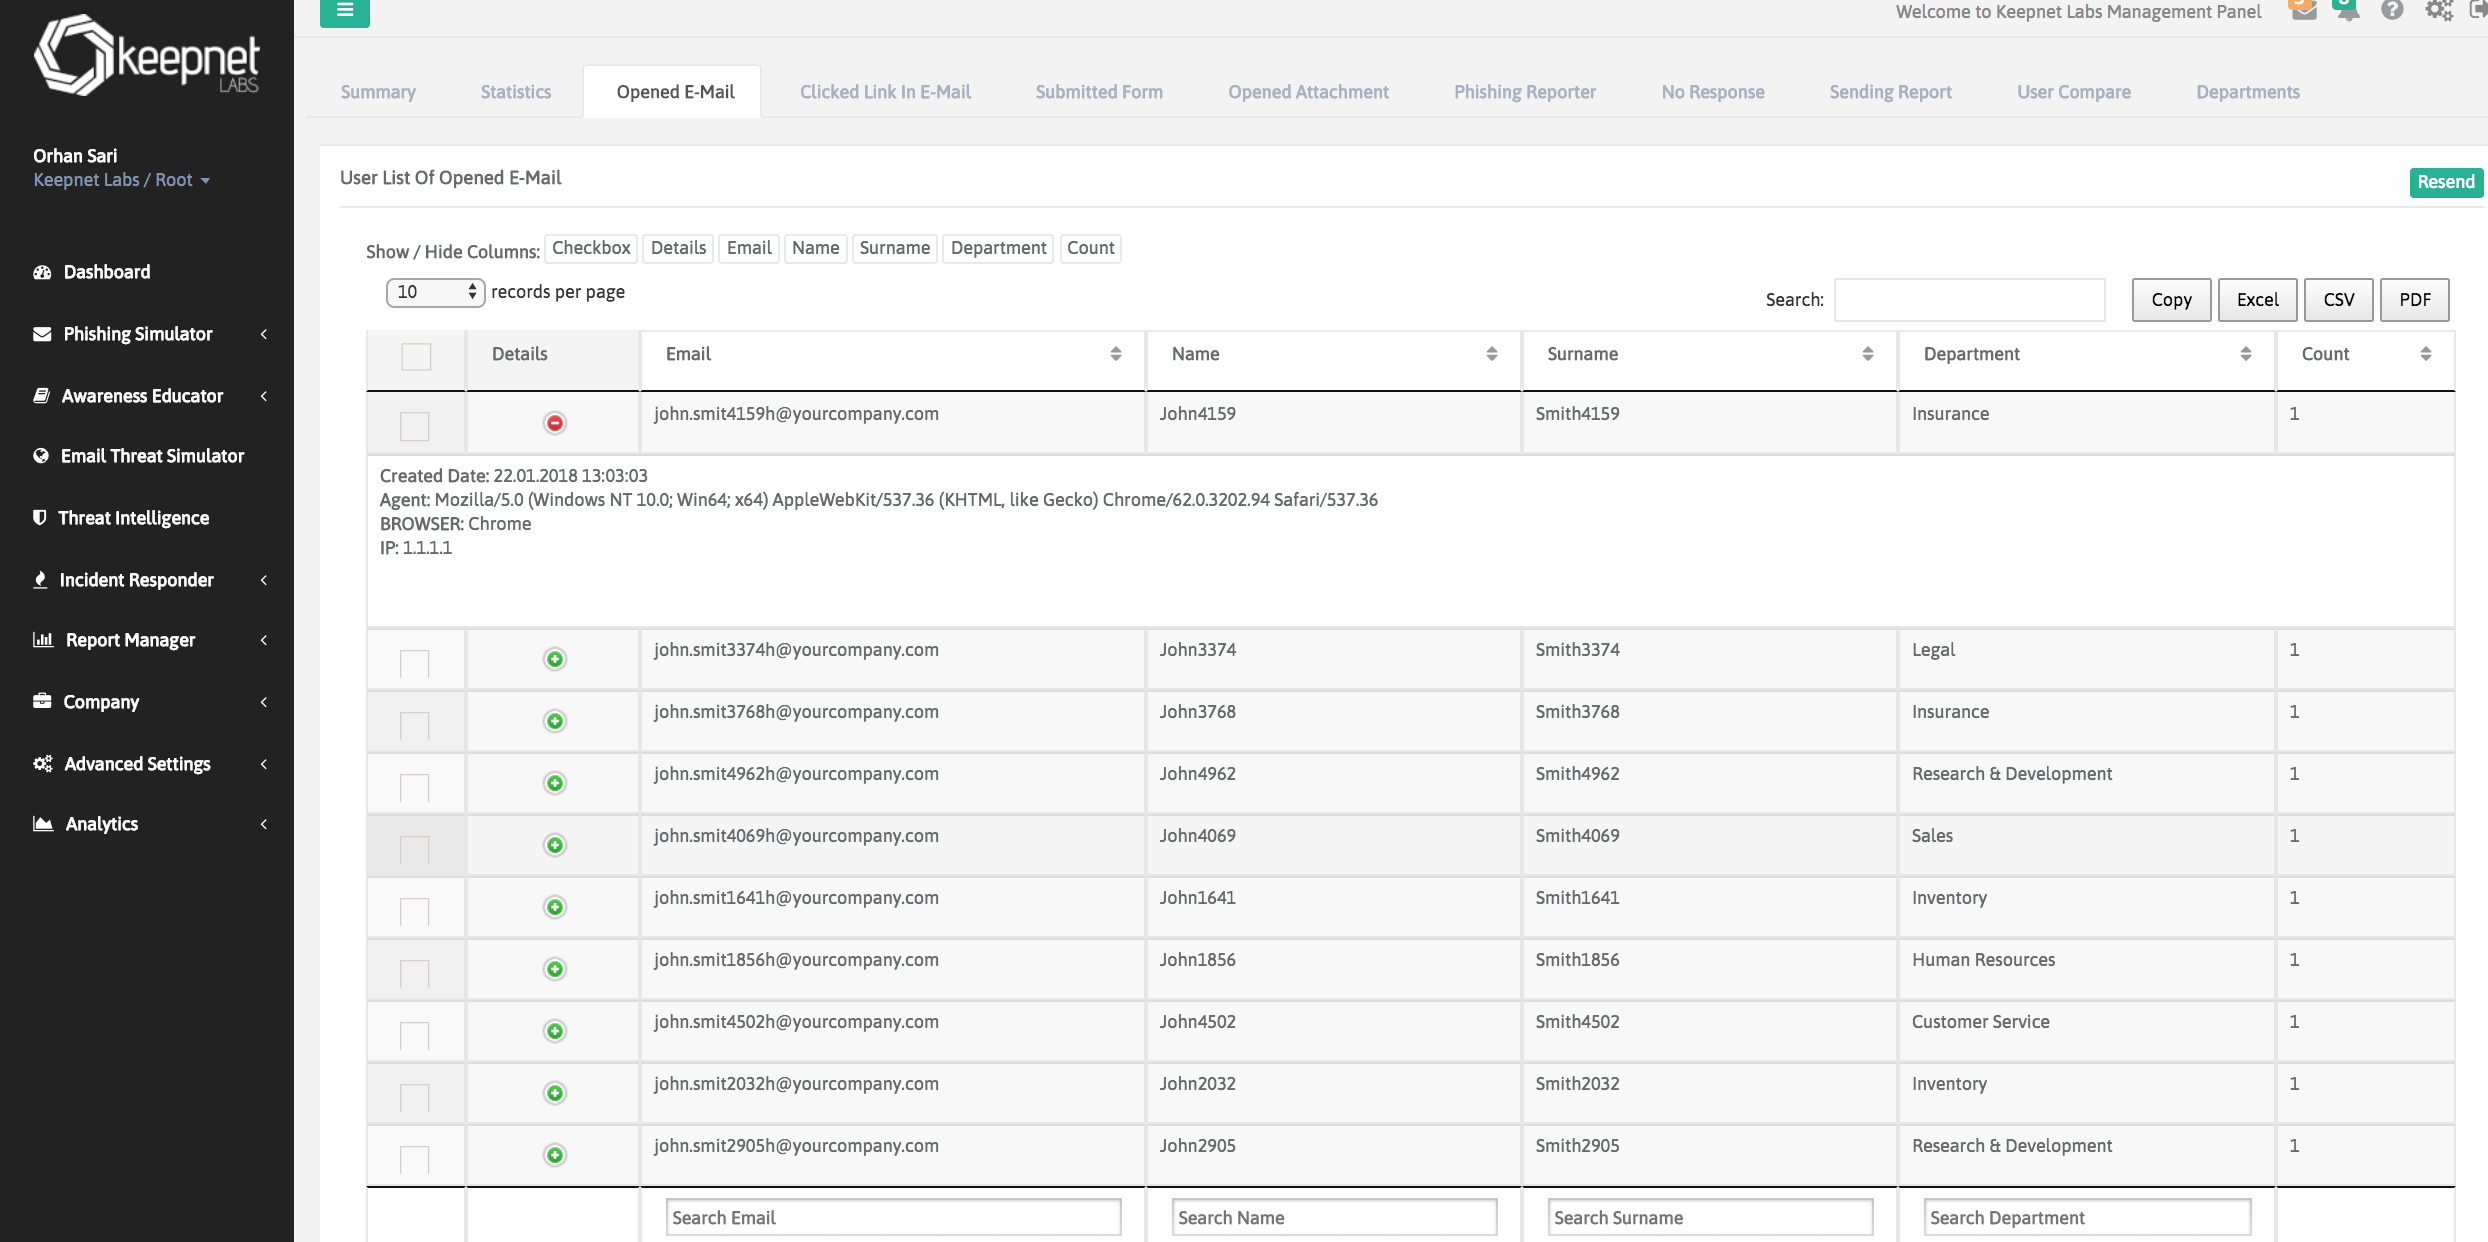 keepnet
LABS
Welcome to Keepnet Labs Management Panel
Summary Statistics Opened E-Mail Clicked Link In E-Mail Submitted Form Opened Attachment Phishing Reporter No Response Sending Report User Compare Departments
Orhan Sari
Keepnet Labs / Root
Dashboard
Phishing Simulator
Awareness Educator
Email Threat Simulator
Threat Intelligence
Incident Responder
Report Manager
Company
Advanced Settings
Analytics
User List Of Opened E-Mail
Resend
Show / Hide Columns: Checkbox Details Email Name Surname Department Count
10 records per page
Search: Copy Excel CSV PDF
Details Email Name Surname Department Count
john.smit4159h@yourcompany.com John4159 Smith4159 Insurance 1
Created Date: 22.01.2018 13:03:03
Agent: Mozilla/5.0 (Windows NT 10.0; Win64; x64) AppleWebKit/537.36 (KHTML, like Gecko) Chrome/62.0.3202.94 Safari/537.36
BROWSER: Chrome
IP: 1.1.1.1
john.smit3374h@yourcompany.com John3374 Smith3374 Legal 1
john.smit3768h@yourcompany.com John3768 Smith3768 Insurance 1
john.smit4962h@yourcompany.com John4962 Smith4962 Research & Development 1
john.smit4069h@yourcompany.com John4069 Smith4069 Sales 1
john.smit1641h@yourcompany.com John1641 Smith1641 Inventory 1
john.smit1856h@yourcompany.com John1856 Smith1856 Human Resources 1
john.smit4502h@yourcompany.com John4502 Smith4502 Customer Service 1
john.smit2032h@yourcompany.com John2032 Smith2032 Inventory 1
john.smit2905h@yourcompany.com John2905 Smith2905 Research & Development 1
Search Email Search Name Search Surname Search Department